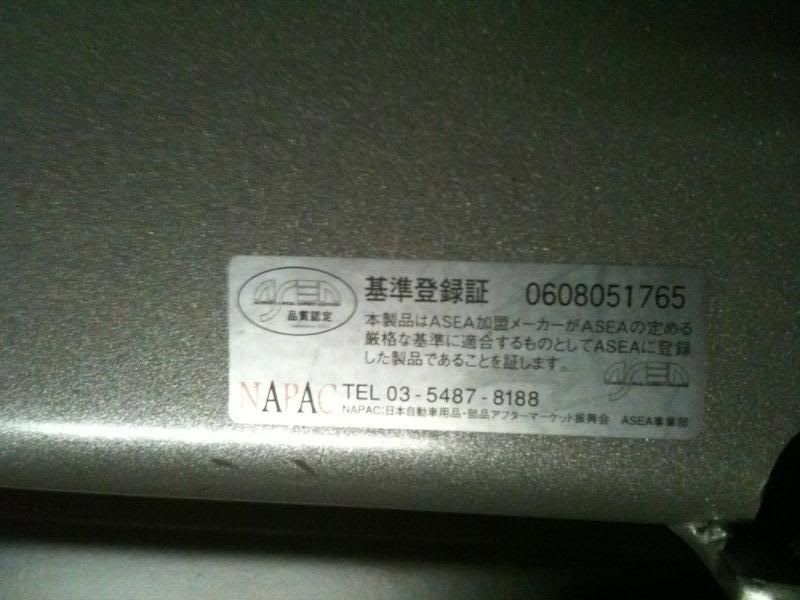 ASEA
品質認定
基準登録証 0608051765
本製品はASEA加盟メーカーがASEAの定める
厳格な基準に適合するものとしてASEAに登録
した製品であることを証します。
ASEA
NAPAC TEL 03-5487-8188
NAPAC:日本自動車用品・部品アフターマーケット振興会 ASEA事業部